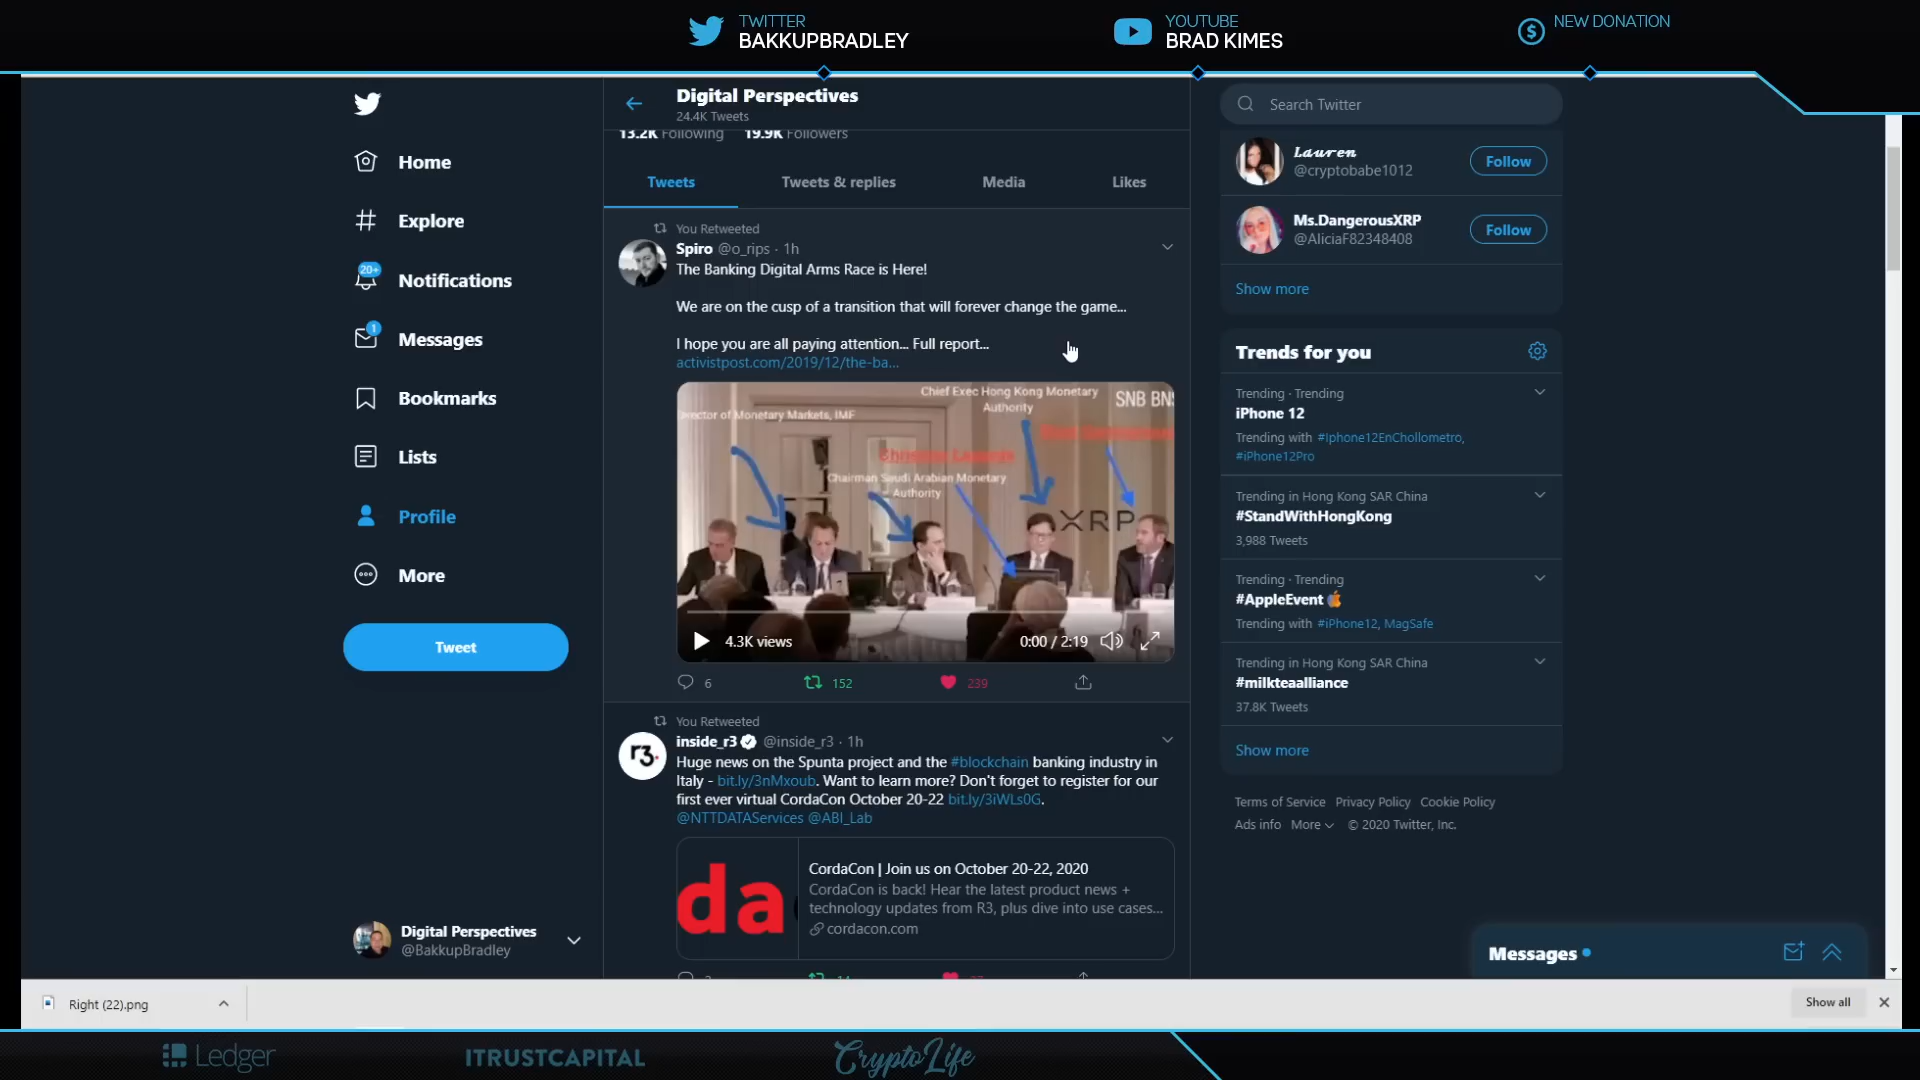 TWITTER
BAKKUPBRADLEY
YOUTUBE
BRAD KIMES
NEW DONATION
Digital Perspectives
24.4K Tweets
13.2K Following 19.9K Followers
Tweets
Tweets & replies
Media
Likes
Home
Explore
20+
Notifications
1
Messages
Bookmarks
Lists
Profile
More
Tweet
Digital Perspectives
@BakkupBradley
You Retweeted
Spiro @o_rips · 1h
The Banking Digital Arms Race is Here!
We are on the cusp of a transition that will forever change the game...
I hope you are all paying attention... Full report...
activistpost.com/2019/12/the-ba...
Director of Monetary Markets, IMF
Chief Exec Hong Kong Monetary
Authority
SNB BNS
Christine Lagarde
Chairman Saudi Arabian Monetary
Authority
XRP
4.3K views
0:00 / 2:19
6
152
239
You Retweeted
inside_r3 @inside_r3 · 1h
Huge news on the Spunta project and the #blockchain banking industry in
Italy - bit.ly/3nMxoub. Want to learn more? Don't forget to register for our
first ever virtual CordaCon October 20-22 bit.ly/3iWLs0G.
@NTTDATAServices @ABI_Lab
r3.
da
CordaCon | Join us on October 20-22, 2020
CordaCon is back! Hear the latest product news +
technology updates from R3, plus dive into use cases...
cordacon.com
Search Twitter
Lauren
@cryptobabe1012
Follow
Ms.DangerousXRP
@AliciaF82348408
Follow
Show more
Trends for you
Trending · Trending
iPhone 12
Trending with #Iphone12EnChollometro,
#iPhone12Pro
Trending in Hong Kong SAR China
#StandWithHongKong
3,988 Tweets
Trending · Trending
#AppleEvent
Trending with #iPhone12, MagSafe
Trending in Hong Kong SAR China
#milkteaalliance
37.8K Tweets
Show more
Terms of Service Privacy Policy Cookie Policy
Ads info More © 2020 Twitter, Inc.
Messages
Right (22).png
Show all
Ledger
ITRUSTCAPITAL
CryptoLife